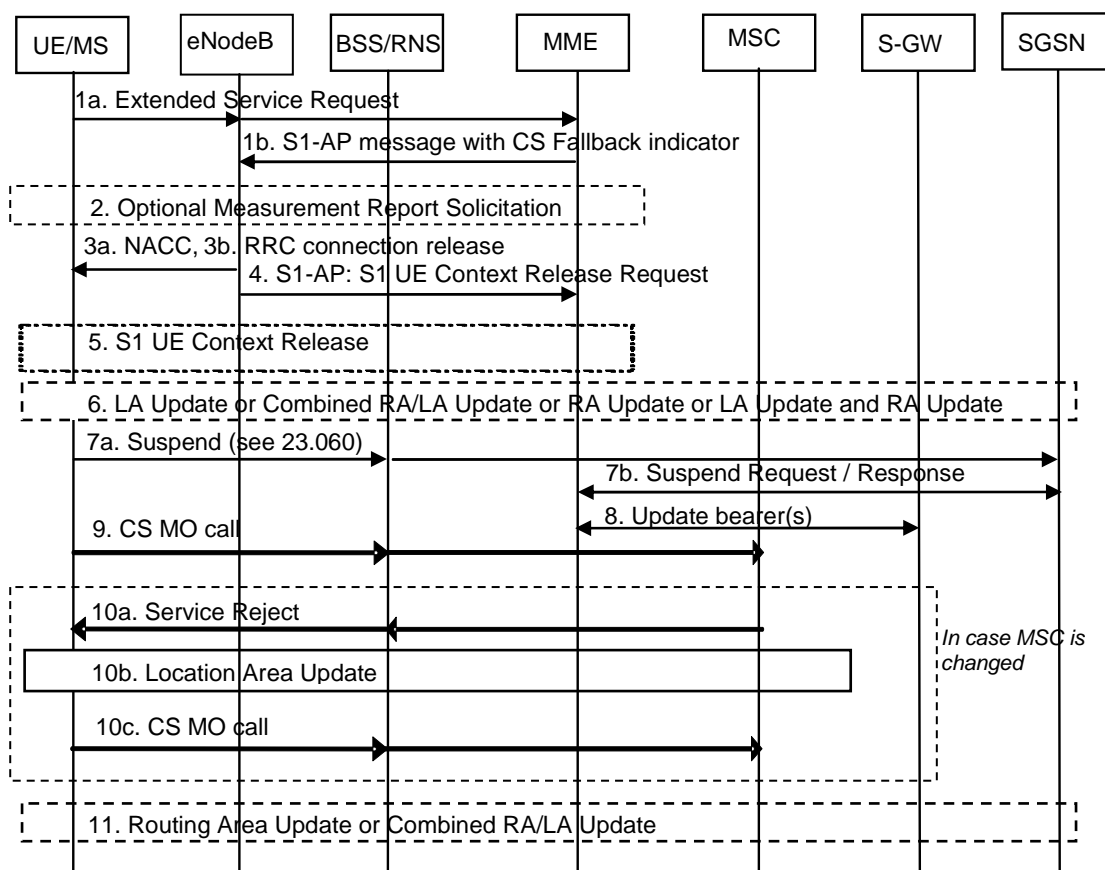 UE/MS
eNodeB
BSS/RNS
MME
MSC
S-GW
SGSN
1a. Extended Service Request
1b. S1-AP message with CS Fallback indicator
2. Optional Measurement Report Solicitation
3a. NACC, 3b. RRC connection release
4. S1-AP: S1 UE Context Release Request
5. S1 UE Context Release
6. LA Update or Combined RA/LA Update or RA Update or LA Update and RA Update
7a. Suspend (see 23.060)
7b. Suspend Request / Response
8. Update bearer(s)
9. CS MO call
10a. Service Reject
In case MSC is
changed
10b. Location Area Update
10c. CS MO call
11. Routing Area Update or Combined RA/LA Update